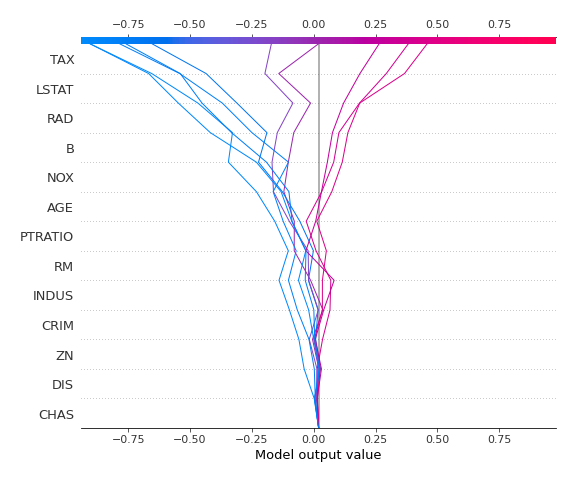 −0.75 −0.50 −0.25 0.00 0.25 0.50 0.75
TAX
LSTAT
RAD
B
NOX
AGE
PTRATIO
RM
INDUS
CRIM
ZN
DIS
CHAS
−0.75 −0.50 −0.25 0.00 0.25 0.50 0.75
Model output value